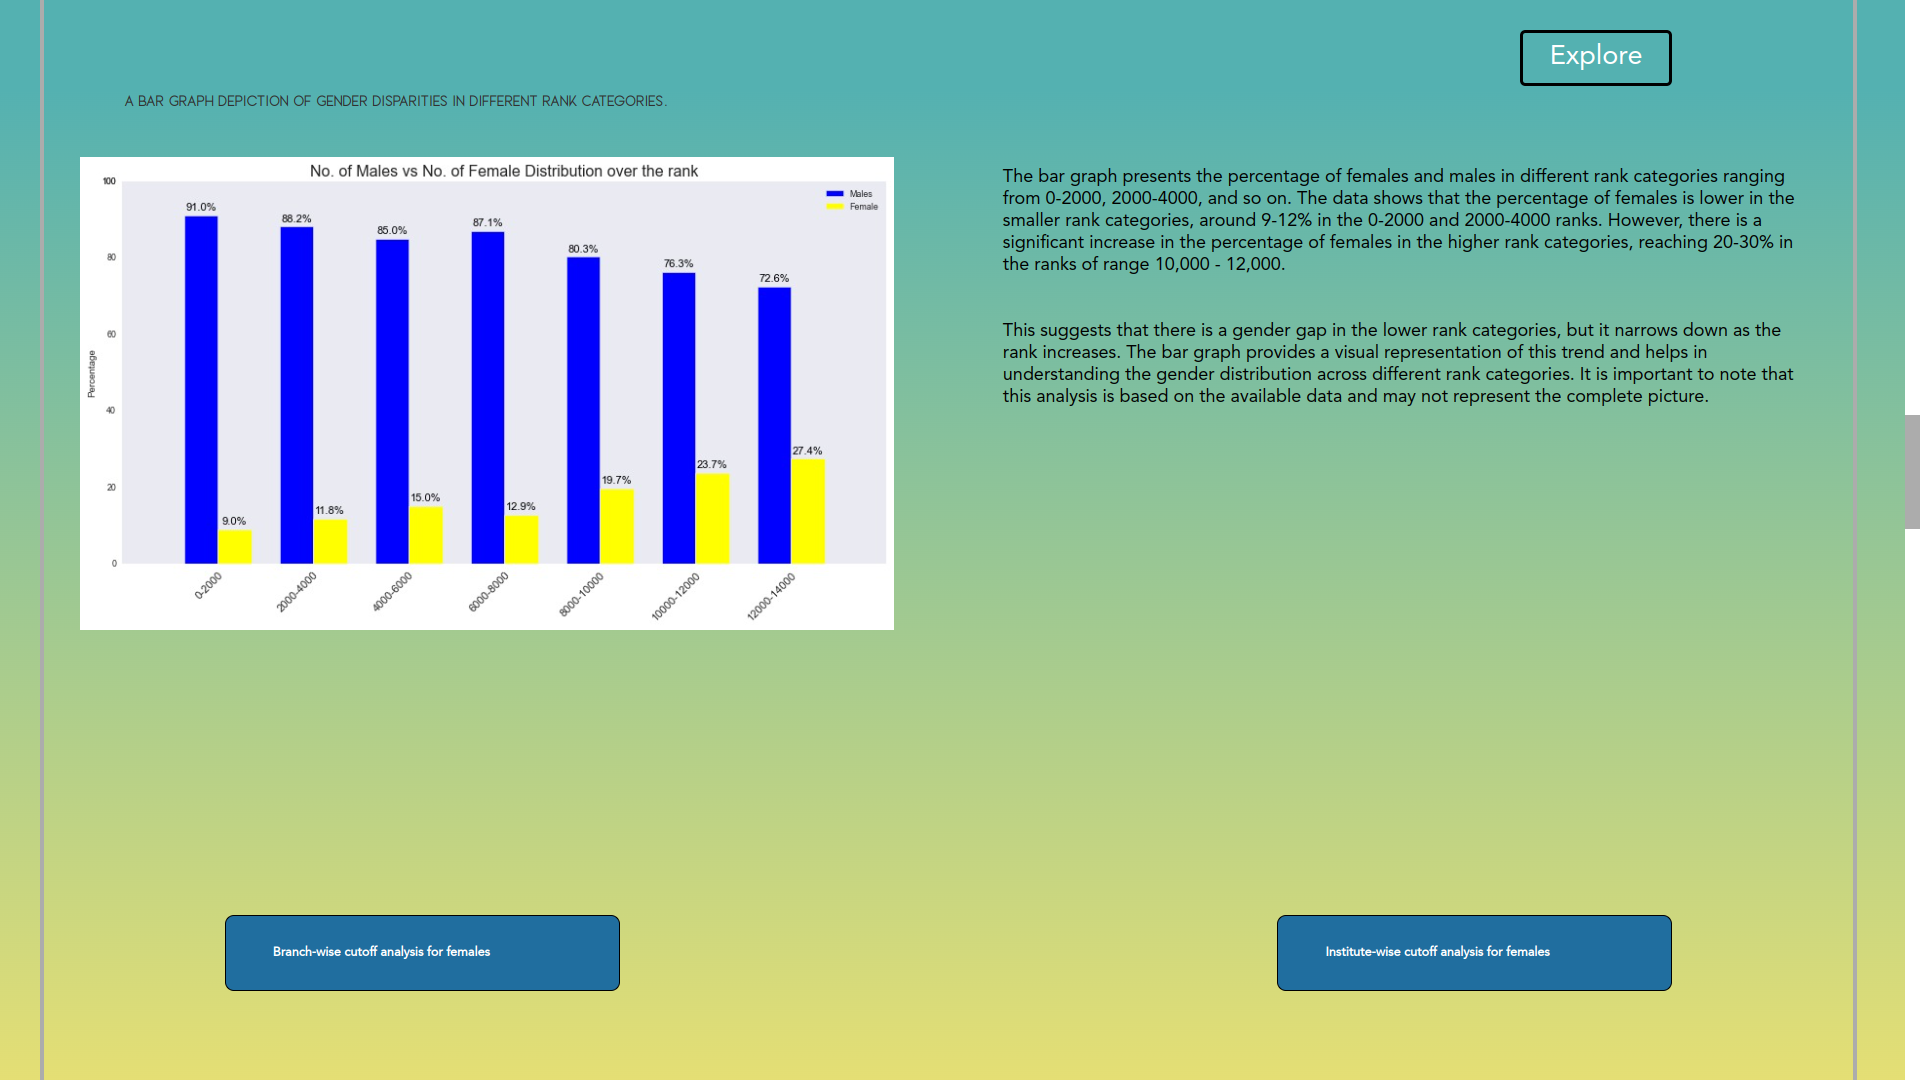 Explore
A BAR GRAPH DEPICTION OF GENDER DISPARITIES IN DIFFERENT RANK CATEGORIES.
No. of Males vs No. of Female Distribution over the rank
Males
Female
Percentage
100
80
60
40
20
0
91.0%
88.2%
85.0%
87.1%
80.3%
76.3%
72.6%
9.0%
11.8%
15.0%
12.9%
19.7%
23.7%
27.4%
0-2000
2000-4000
4000-6000
6000-8000
8000-10000
10000-12000
12000-14000
The bar graph presents the percentage of females and males in different rank categories ranging
from 0-2000, 2000-4000, and so on. The data shows that the percentage of females is lower in the
smaller rank categories, around 9-12% in the 0-2000 and 2000-4000 ranks. However, there is a
significant increase in the percentage of females in the higher rank categories, reaching 20-30% in
the ranks of range 10,000 - 12,000.
This suggests that there is a gender gap in the lower rank categories, but it narrows down as the
rank increases. The bar graph provides a visual representation of this trend and helps in
understanding the gender distribution across different rank categories. It is important to note that
this analysis is based on the available data and may not represent the complete picture.
Branch-wise cutoff analysis for females
Institute-wise cutoff analysis for females